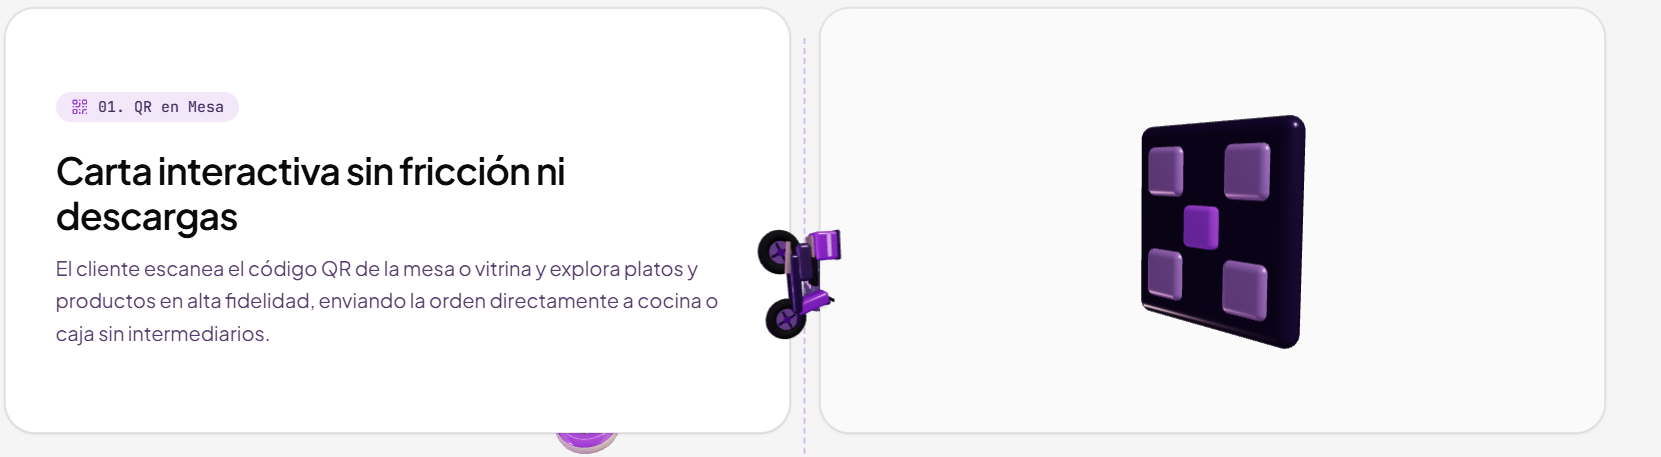 01. QR en Mesa
Carta interactiva sin fricción ni
descargas
El cliente escanea el código QR de la mesa o vitrina y explora platos y
productos en alta fidelidad, enviando la orden directamente a cocina o
caja sin intermediarios.